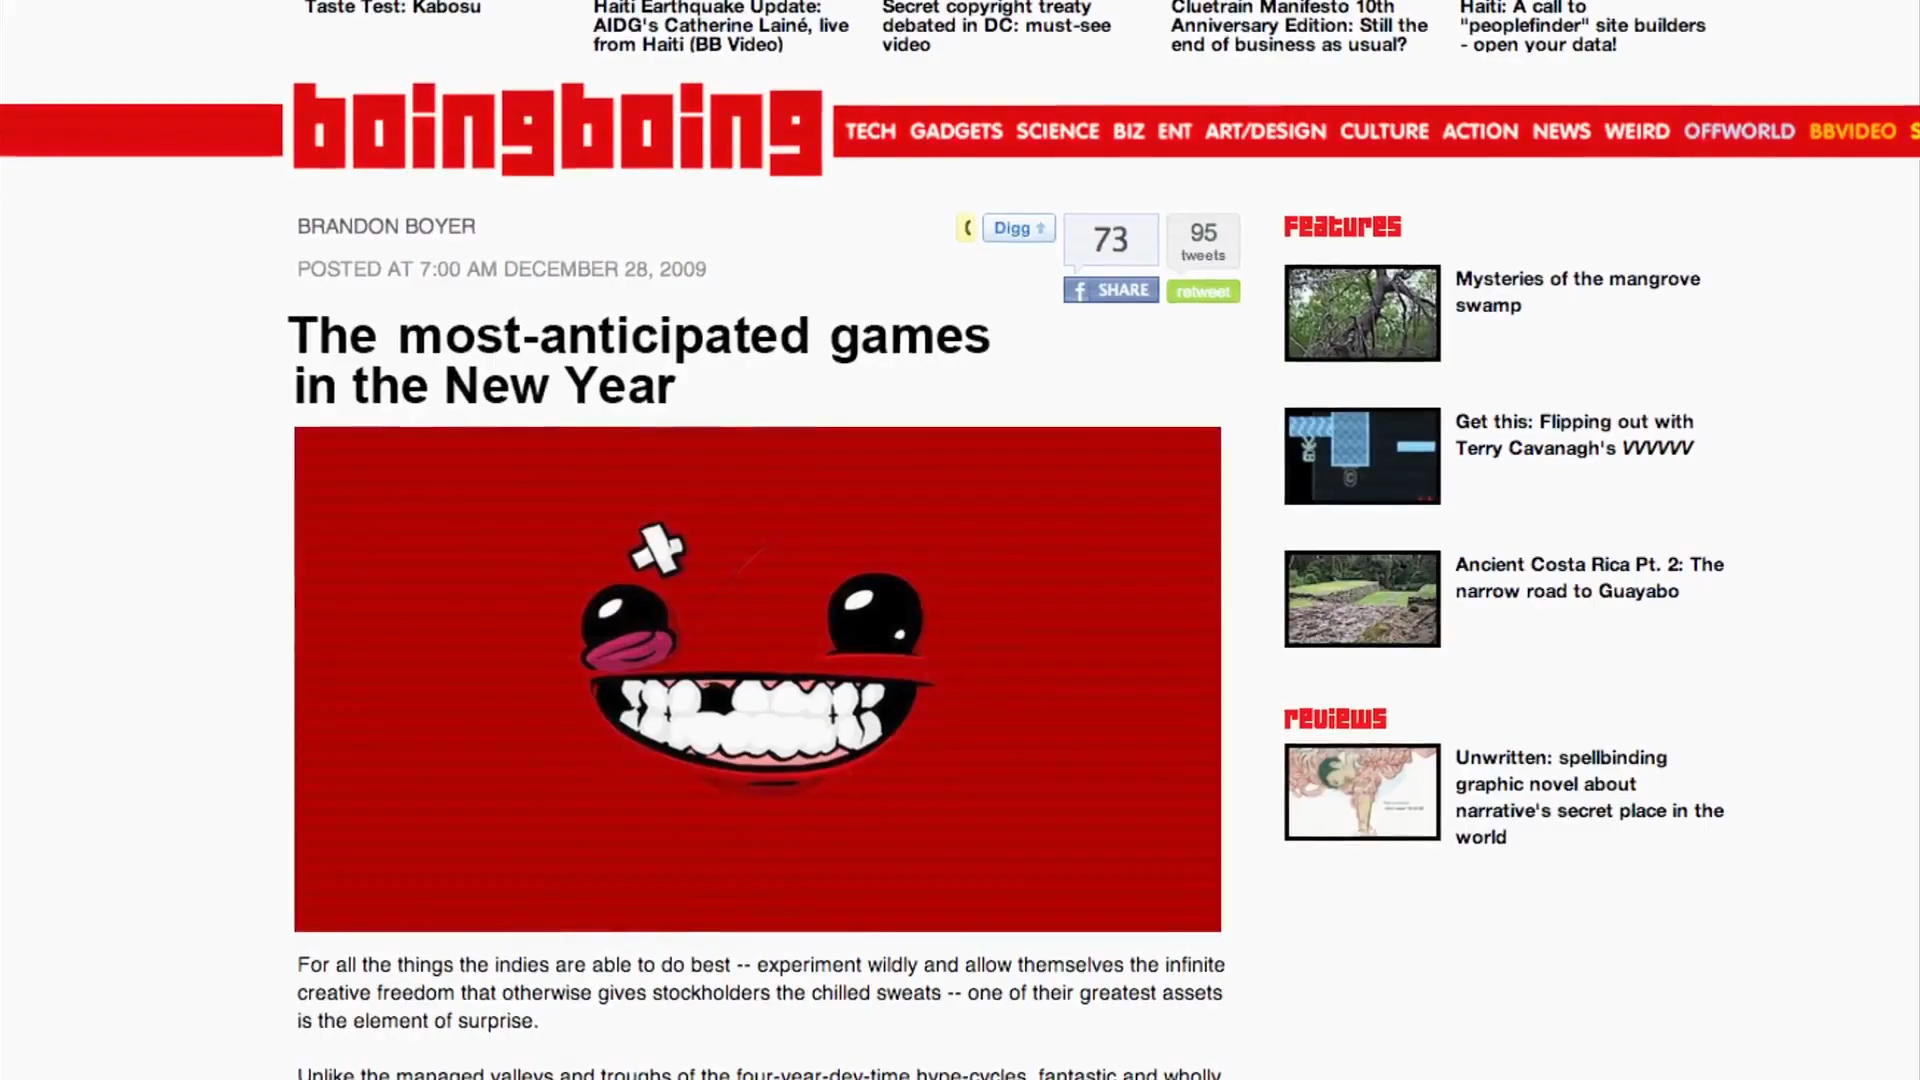 Taste Test: Kabosu
Haiti Earthquake Update:
AIDG's Catherine Lainé, live
from Haiti (BB Video)
Secret copyright treaty
debated in DC: must-see
video
Cluetrain Manifesto 10th
Anniversary Edition: Still the
end of business as usual?
Haiti: A call to
"peoplefinder" site builders
- open your data!
boingboing
TECH GADGETS SCIENCE BIZ ENT ART/DESIGN CULTURE ACTION NEWS WEIRD OFFWORLD BBVIDEO S
BRANDON BOYER
POSTED AT 7:00 AM DECEMBER 28, 2009
Digg
73
SHARE
95
tweets
retweet
The most-anticipated games
in the New Year
For all the things the indies are able to do best -- experiment wildly and allow themselves the infinite
creative freedom that otherwise gives stockholders the chilled sweats -- one of their greatest assets
is the element of surprise.
Unlike the managed valleys and troughs of the four-year-dev-time hype-cycles, fantastic and wholly
Features
Mysteries of the mangrove
swamp
Get this: Flipping out with
Terry Cavanagh's VVVVVV
Ancient Costa Rica Pt. 2: The
narrow road to Guayabo
reviews
Unwritten: spellbinding
graphic novel about
narrative's secret place in the
world